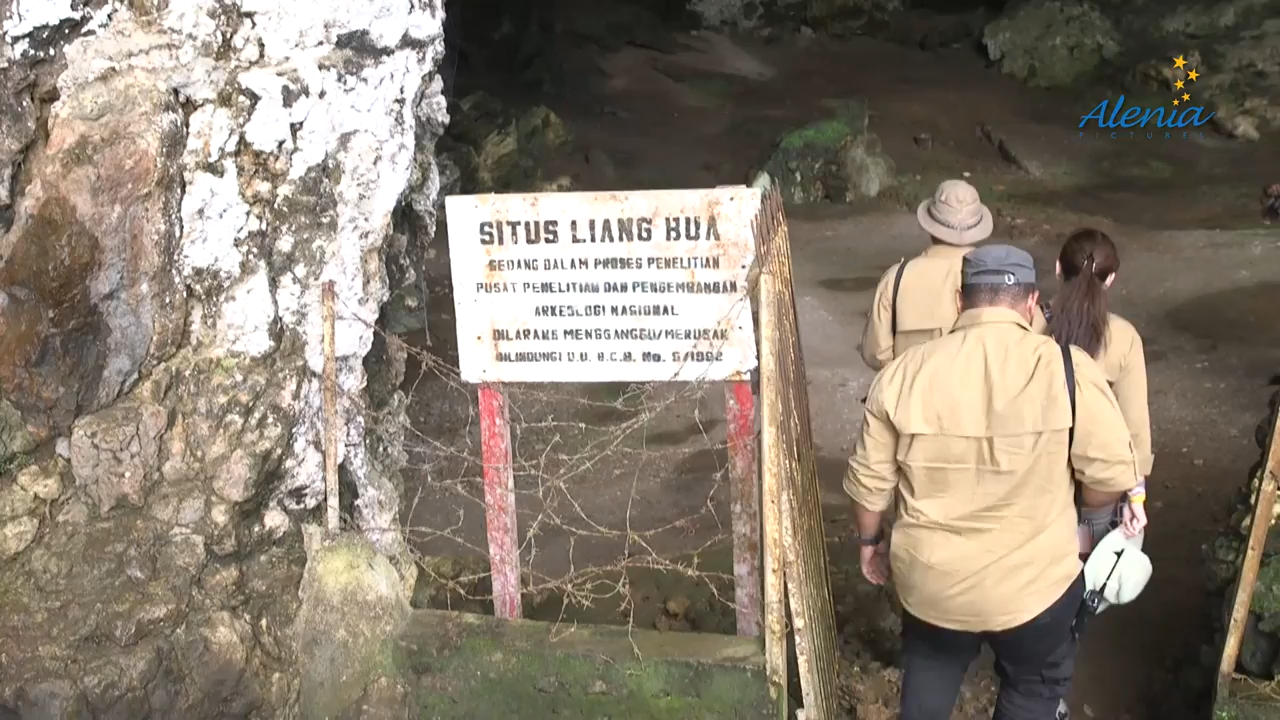 Alenia
PICTURES
SITUS LIANG BUA
SEDANG DALAM PROSES PENELITIAN
PUSAT PENELITIAN DAN PENGEMBANGAN
ARKEOLOGI NASIONAL
DILARANG MENGGANGGU/MERUSAK
DILINDUNGI U.U. B.C.B. No. 5/1992